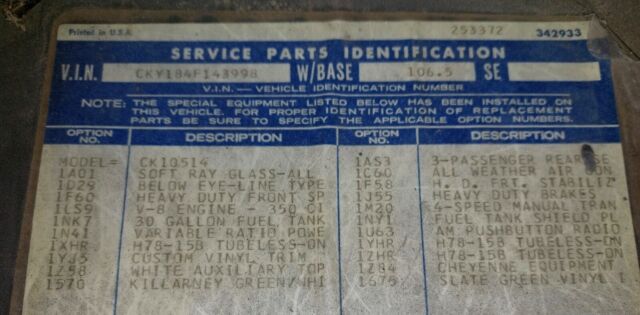 Printed in U.S.A.
253372
342933
SERVICE PARTS IDENTIFICATION
V.I.N. CKY184F143998 W/BASE 106.5 SE
V.I.N. — VEHICLE IDENTIFICATION NUMBER
NOTE: THE SPECIAL EQUIPMENT LISTED BELOW HAS BEEN INSTALLED ON
THIS VEHICLE. FOR PROPER IDENTIFICATION OF REPLACEMENT
PARTS BE SURE TO SPECIFY THE APPLICABLE OPTION NUMBERS.
OPTION NO. DESCRIPTION OPTION NO. DESCRIPTION
MODEL= CK10514
1A01 SOFT RAY GLASS-ALL
1D29 BELOW EYE-LINE TYPE
1F60 HEAVY DUTY FRONT SP
1LS9 V-8 ENGINE - 350 CI
1NK7 30 GALLON FUEL TANK
1N41 VARIABLE RATIO POWE
1XHR H78-15B TUBELESS-ON
1YJ5 CUSTOM VINYL TRIM
1Z58 WHITE AUXILIARY TOP
1570 KILLARNEY GREEN/WHI
1AS3 3-PASSENGER REAR SE
1C60 ALL WEATHER AIR CON
1F58 H. D. FRT. STABILIZ
1J55 HEAVY DUTY BRAKES
1M20 4-SPEED MANUAL TRAN
1NY1 FUEL TANK SHIELD PL
1U63 AM PUSHBUTTON RADIO
1YHR H78-15B TUBELESS-ON
1ZHR H78-15B TUBELESS-ON
1Z84 CHEYENNE EQUIPMENT
1675 SLATE GREEN VINYL I